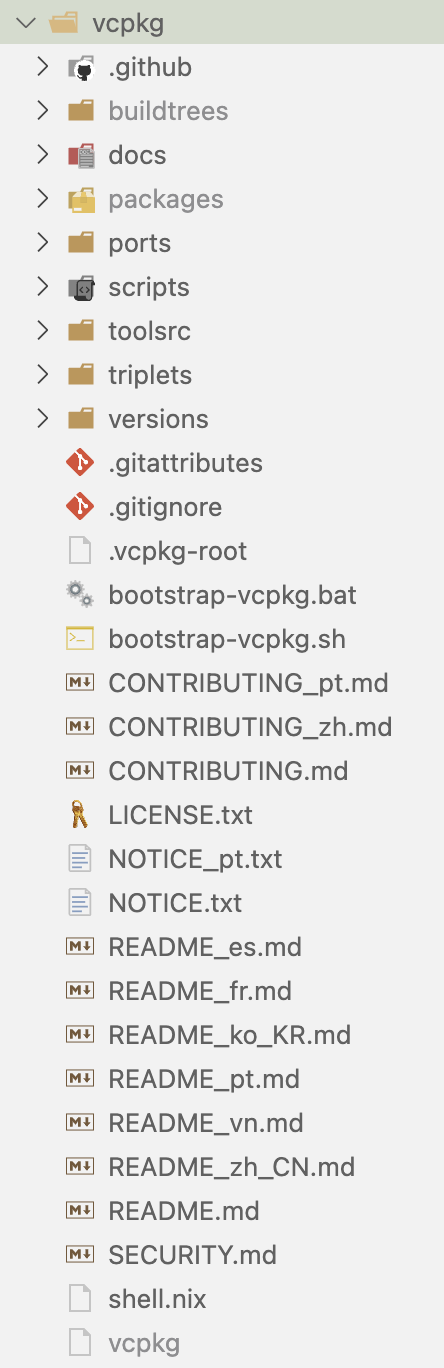 vcpkg
.github
buildtrees
docs
packages
ports
scripts
toolsrc
triplets
versions
.gitattributes
.gitignore
.vcpkg-root
bootstrap-vcpkg.bat
bootstrap-vcpkg.sh
CONTRIBUTING_pt.md
CONTRIBUTING_zh.md
CONTRIBUTING.md
LICENSE.txt
NOTICE_pt.txt
NOTICE.txt
README_es.md
README_fr.md
README_ko_KR.md
README_pt.md
README_vn.md
README_zh_CN.md
README.md
SECURITY.md
shell.nix
vcpkg